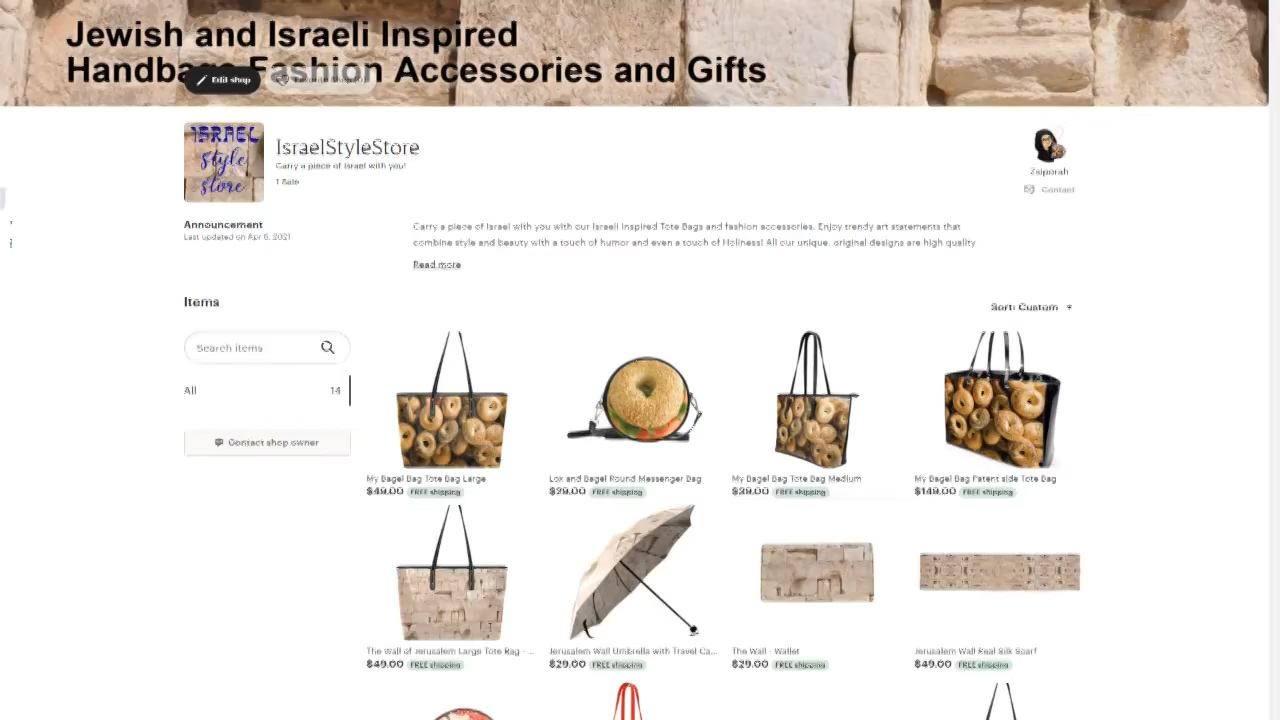 Jewish and Israeli Inspired
Handbags Fashion Accessories and Gifts
Edit shop
ISRAEL
style
store
IsraelStyleStore
Carry a piece of Israel with you!
1 Sale
Tsiporah
Contact
Announcement
Last updated on Apr 6, 2021
Carry a piece of Israel with you with our Israeli Inspired Tote Bags and fashion accessories. Enjoy trendy art statements that
combine style and beauty with a touch of humor and even a touch of Holiness! All our unique, original designs are high quality
Read more
Items
Sort: Custom
Search items
All 14
Contact shop owner
My Bagel Bag Tote Bag Large
$49.00 FREE shipping
Lox and Bagel Round Messenger Bag
$29.00 FREE shipping
My Bagel Bag Tote Bag Medium
$39.00 FREE shipping
My Bagel Bag Patent side Tote Bag
$149.00 FREE shipping
The Wall of Jerusalem Large Tote Bag - ...
$49.00 FREE shipping
Jerusalem Wall Umbrella with Travel Ca...
$29.00 FREE shipping
The Wall - Wallet
$29.00 FREE shipping
Jerusalem Wall Real Silk Scarf
$49.00 FREE shipping